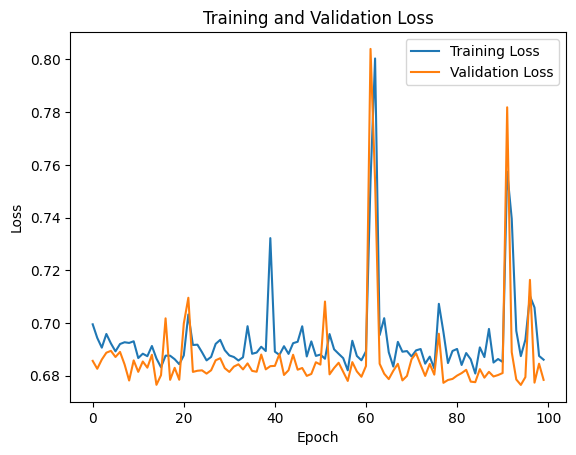 Training and Validation Loss
Training Loss
Validation Loss
0.80
0.78
0.76
0.74
0.72
0.70
0.68
Loss
0 20 40 60 80 100
Epoch